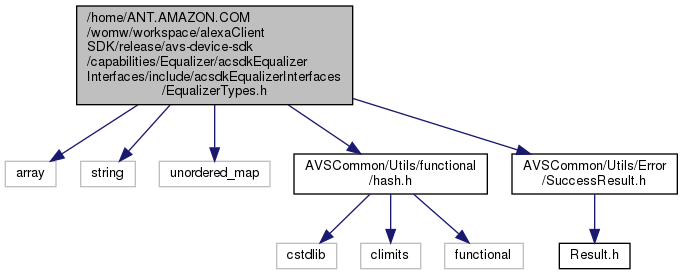 /home/ANT.AMAZON.COM
/womw/workspace/alexaClient
SDK/release/avs-device-sdk
/capabilities/Equalizer/acsdkEqualizer
Interfaces/include/acsdkEqualizerInterfaces
/EqualizerTypes.h
array
string
unordered_map
AVSCommon/Utils/functional
/hash.h
AVSCommon/Utils/Error
/SuccessResult.h
cstdlib
climits
functional
Result.h